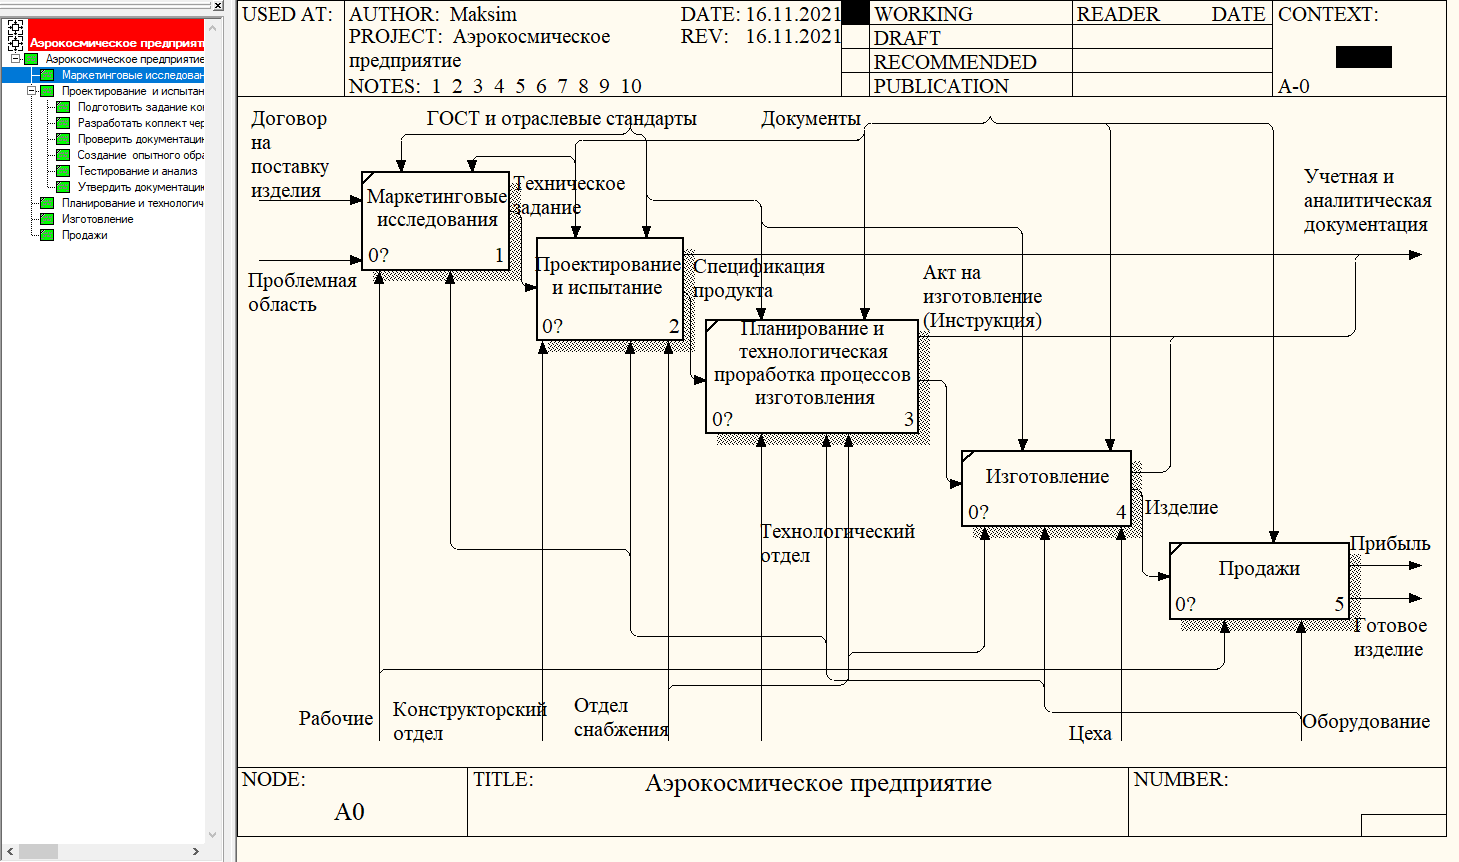 Аэрокосмическое предприят
Аэрокосмическое предприятие
Маркетинговые исследован
Проектирование и испытан
Подготовить задание ко
Разработать коплект чер
Проверить документаци
Создание опытного обра
Тестирование и анализ
Утвердить документаци
Планирование и технологич
Изготовление
Продажи
USED AT:
AUTHOR: Maksim
DATE: 16.11.2021
PROJECT: Аэрокосмическое
предприятие
REV: 16.11.2021
NOTES: 1 2 3 4 5 6 7 8 9 10
WORKING
DRAFT
RECOMMENDED
PUBLICATION
READER DATE
CONTEXT:
A-0
Договор
на
поставку
изделия
ГОСТ и отраслевые стандарты
Документы
Учетная и
аналитическая
документация
Маркетинговые
исследования
0? 1
Техническое
задание
Проблемная
область
Проектирование
и испытание
0? 2
Спецификация
продукта
Акт на
изготовление
(Инструкция)
Планирование и
технологическая
проработка процессов
изготовления
0? 3
Изготовление
0? 4
Изделие
Технологический
отдел
Продажи
0? 5
Прибыль
Готовое
изделие
Рабочие
Конструкторский
отдел
Отдел
снабжения
Цеха
Оборудование
NODE:
A0
TITLE:
Аэрокосмическое предприятие
NUMBER: